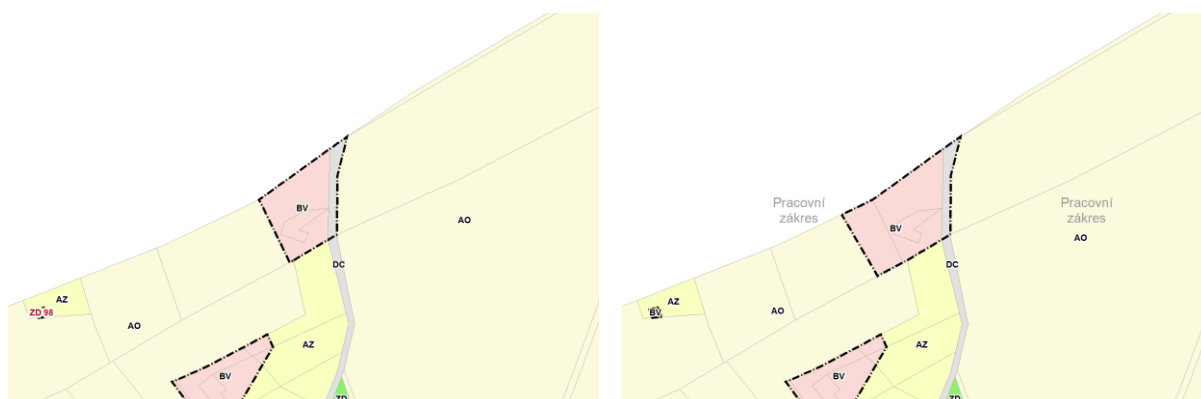 BV
AO
DC
AZ
ZD 98
AO
AZ
BV
ZD
Pracovní
zákres
Pracovní
zákres
BV
AO
DC
AZ
BV
AO
AZ
BV
ZD